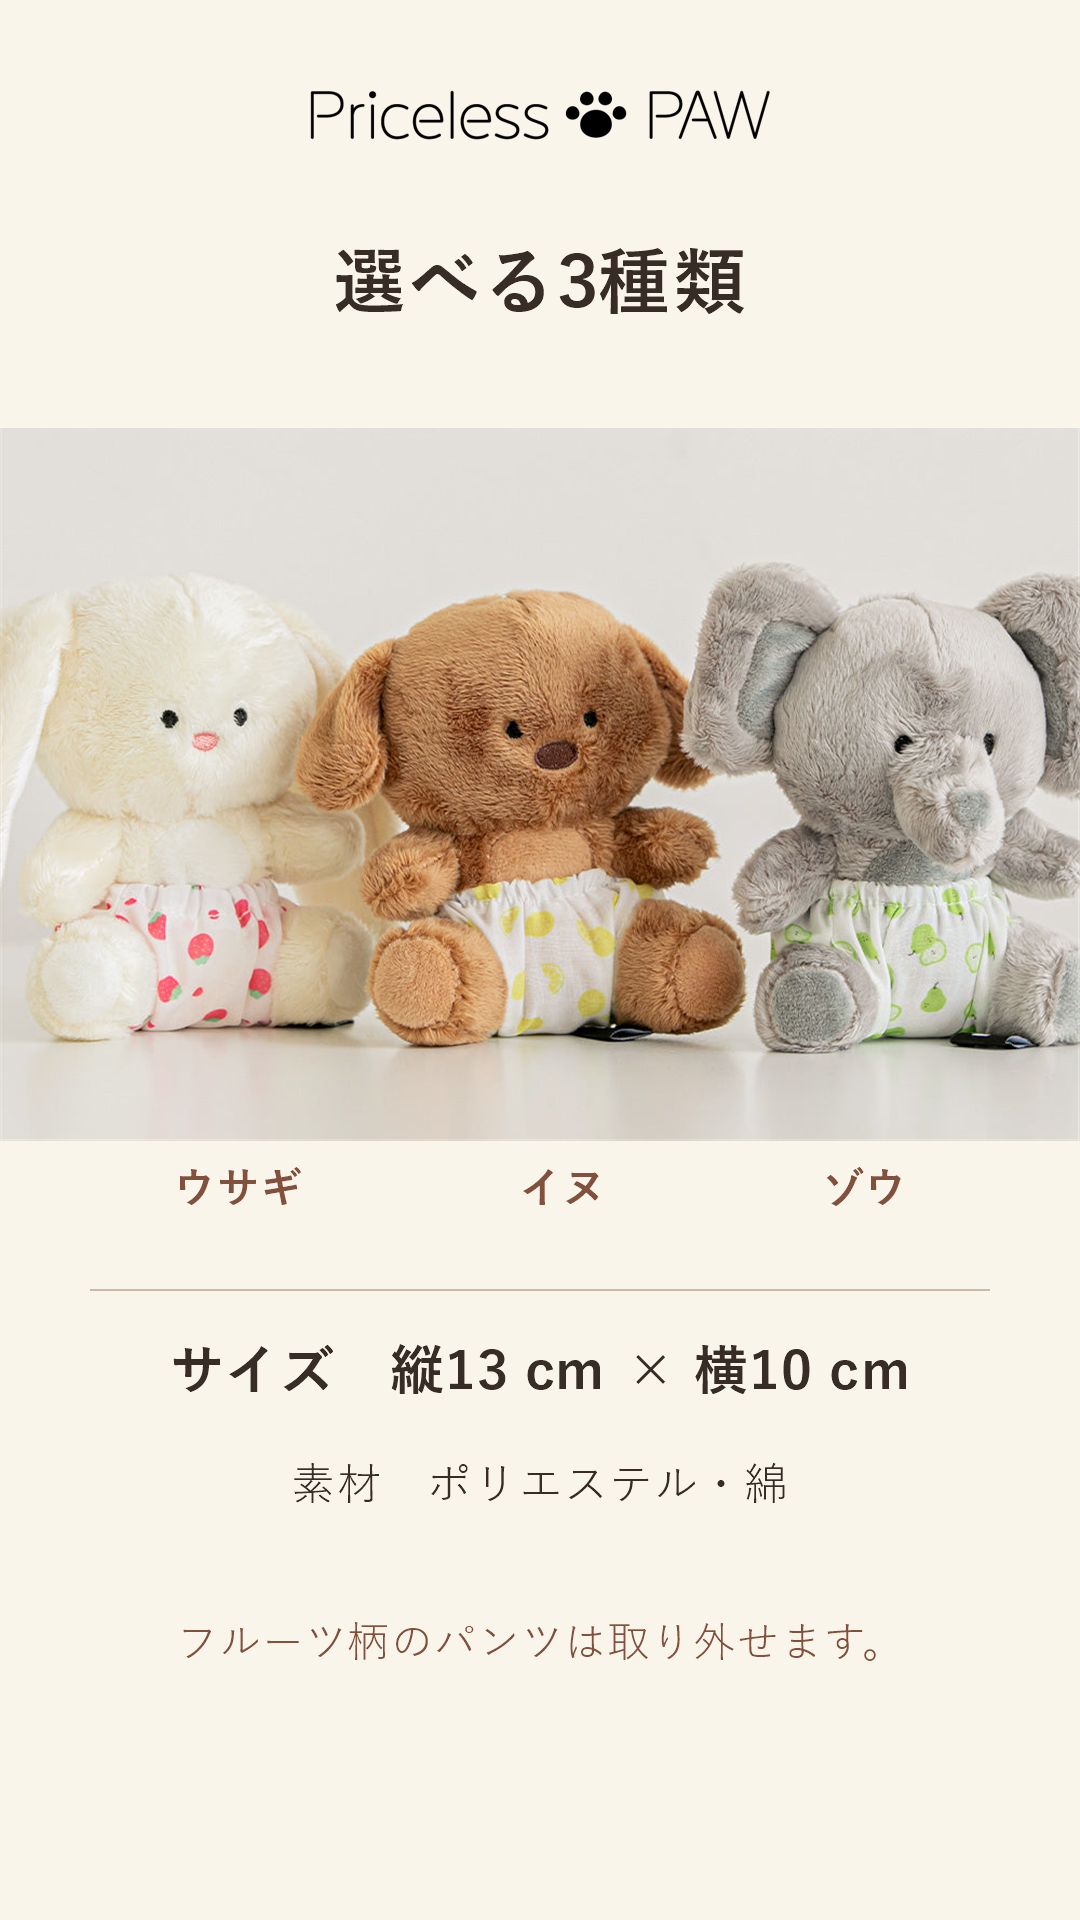 Priceless PAW
選べる3種類
ウサギ イヌ ゾウ
サイズ 縦13 cm × 横10 cm
素材 ポリエステル・綿
フルーツ柄のパンツは取り外せます。